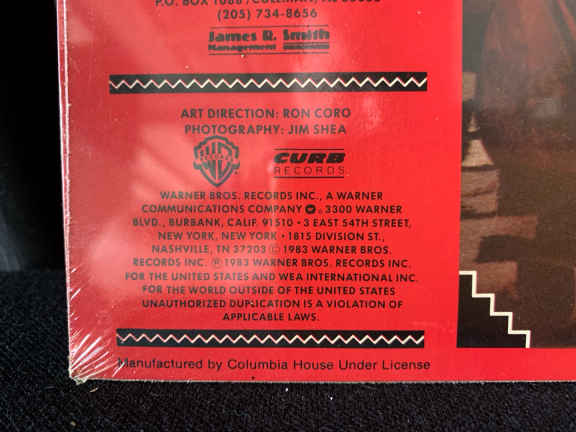 P.O. BOX
(205) 734-8656
James R. Smith
Management
ART DIRECTION: RON CORO
PHOTOGRAPHY: JIM SHEA
WB
CURB
RECORDS
WARNER BROS. RECORDS INC., A WARNER
COMMUNICATIONS COMPANY 3300 WARNER
BLVD., BURBANK, CALIF. 91510 • 3 EAST 54TH STREET,
NEW YORK, NEW YORK • 1815 DIVISION ST.,
NASHVILLE, TN 37203 © 1983 WARNER BROS.
RECORDS INC. ℗ 1983 WARNER BROS. RECORDS INC.
FOR THE UNITED STATES AND WEA INTERNATIONAL INC.
FOR THE WORLD OUTSIDE OF THE UNITED STATES
UNAUTHORIZED DUPLICATION IS A VIOLATION OF
APPLICABLE LAWS.
Manufactured by Columbia House Under License